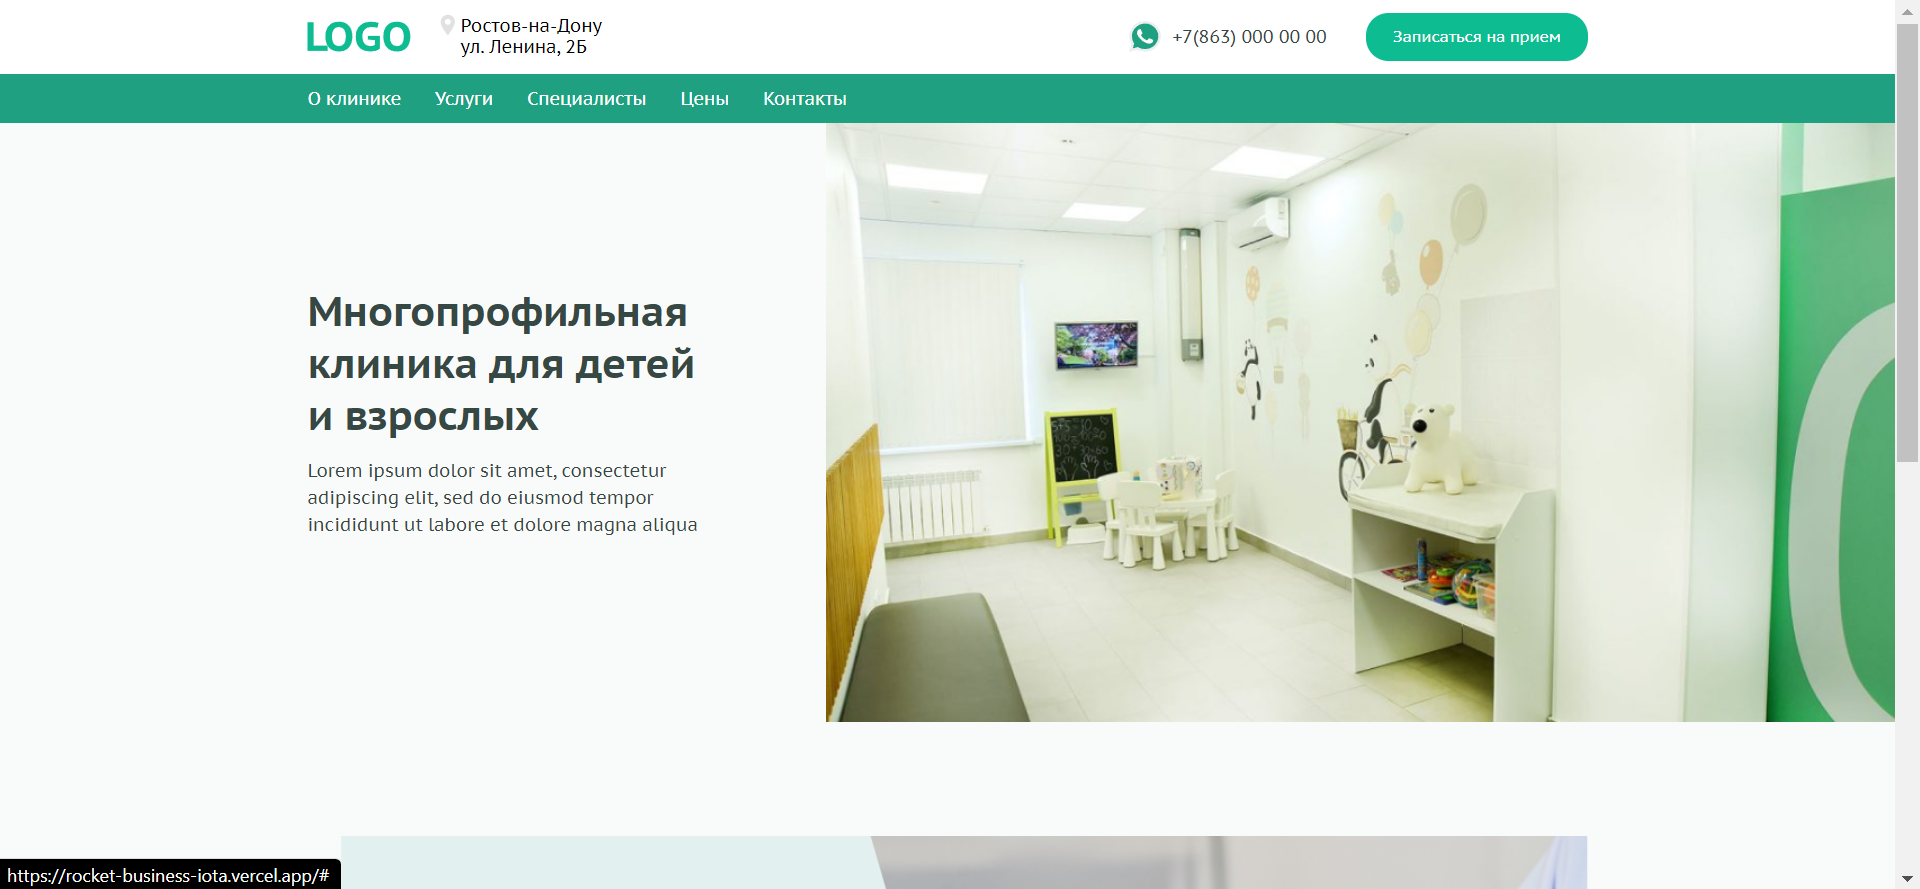 LOGO
Ростов-на-Дону
ул. Ленина, 2Б
+7(863) 000 00 00
Записаться на прием
О клинике
Услуги
Специалисты
Цены
Контакты
Многопрофильная
клиника для детей
и взрослых
Lorem ipsum dolor sit amet, consectetur
adipiscing elit, sed do eiusmod tempor
incididunt ut labore et dolore magna aliqua
https://rocket-business-iota.vercel.app/#